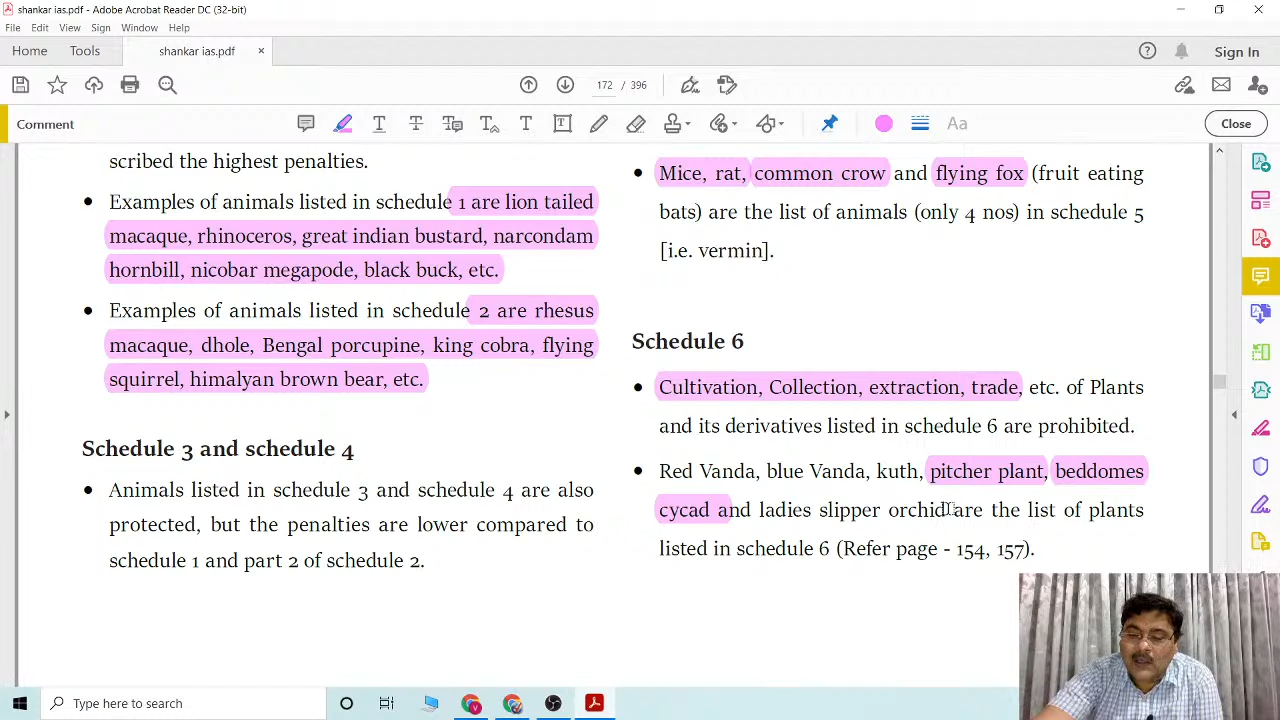 shankar ias.pdf - Adobe Acrobat Reader DC (32-bit)
File Edit View Sign Window Help
Home Tools shankar ias.pdf × Sign In
172 / 396
Comment Aa Close
scribed the highest penalties.
• Examples of animals listed in schedule 1 are lion tailed
macaque, rhinoceros, great indian bustard, narcondam
hornbill, nicobar megapode, black buck, etc.
• Examples of animals listed in schedule 2 are rhesus
macaque, dhole, Bengal porcupine, king cobra, flying
squirrel, himalyan brown bear, etc.
Schedule 3 and schedule 4
• Animals listed in schedule 3 and schedule 4 are also
protected, but the penalties are lower compared to
schedule 1 and part 2 of schedule 2.
• Mice, rat, common crow and flying fox (fruit eating
bats) are the list of animals (only 4 nos) in schedule 5
[i.e. vermin].
Schedule 6
• Cultivation, Collection, extraction, trade, etc. of Plants
and its derivatives listed in schedule 6 are prohibited.
• Red Vanda, blue Vanda, kuth, pitcher plant, beddomes
cycad and ladies slipper orchid are the list of plants
listed in schedule 6 (Refer page - 154, 157).
Type here to search